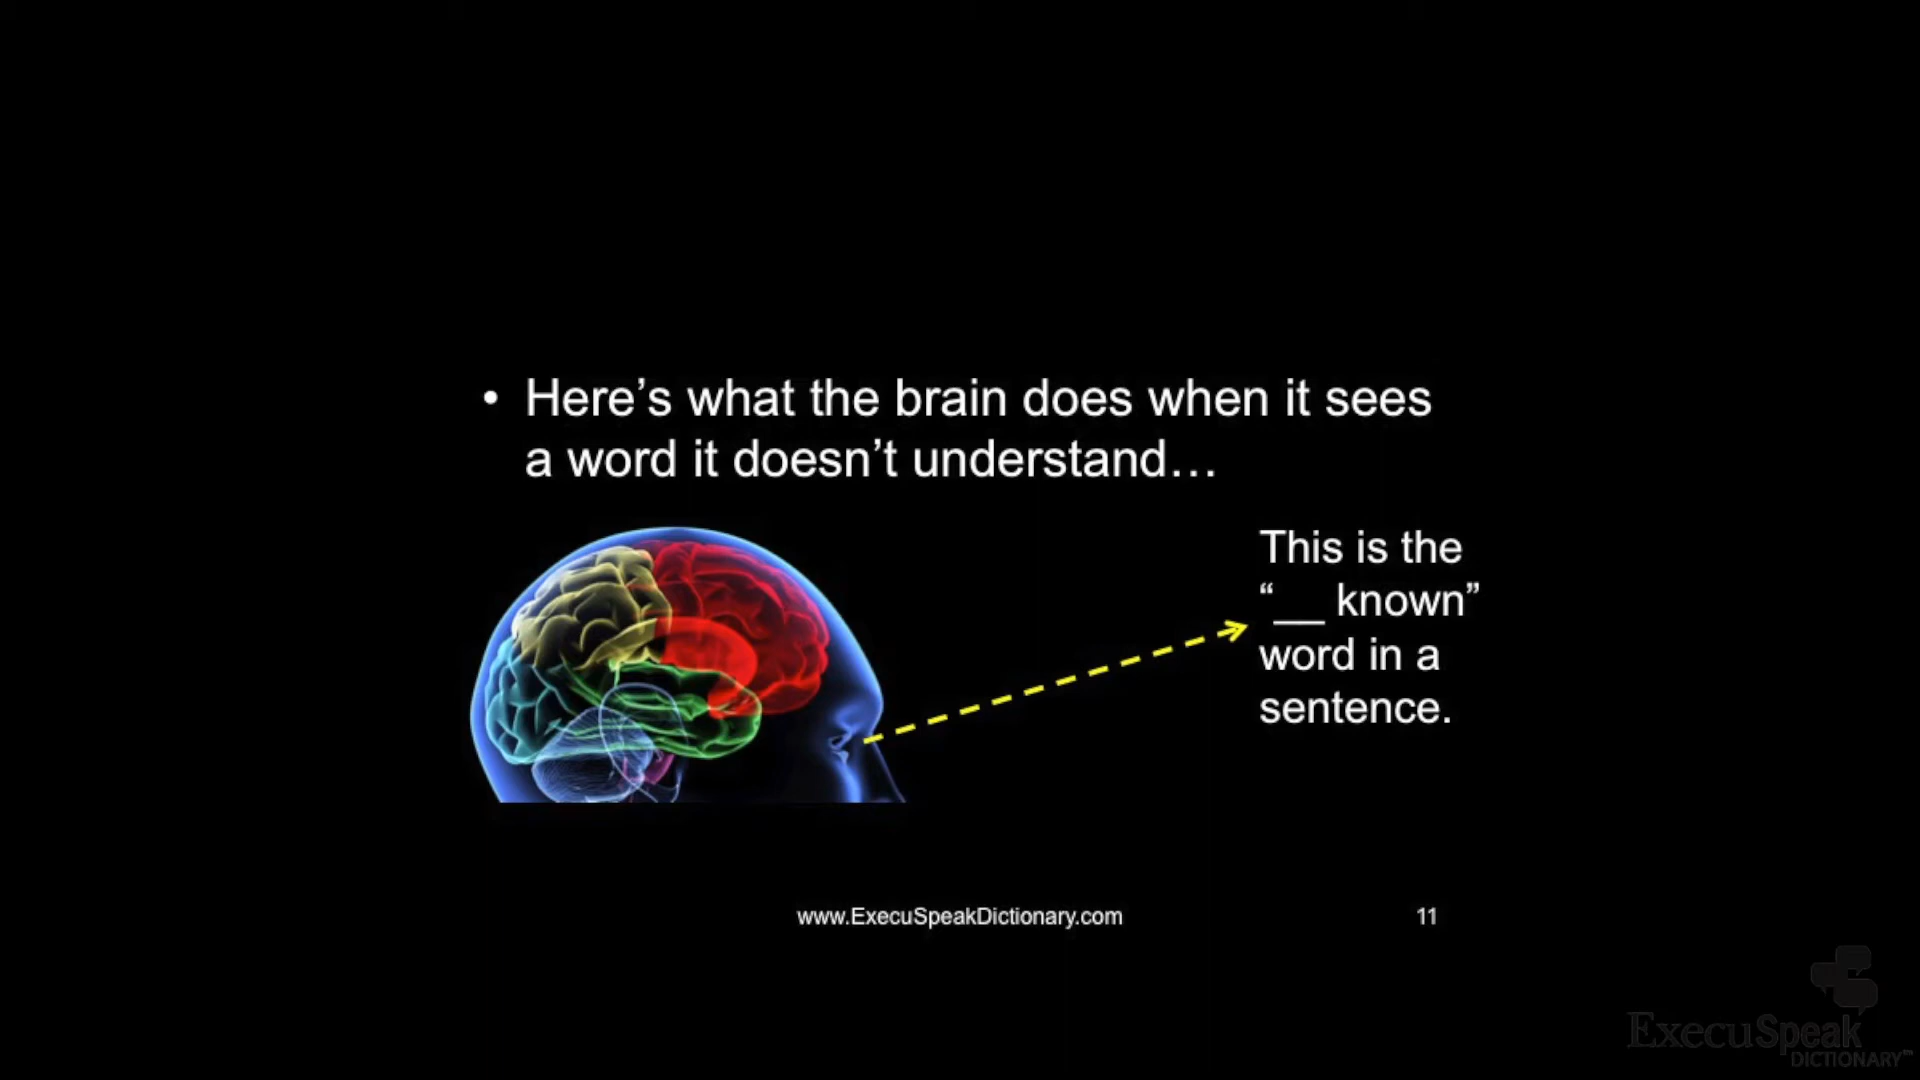 • Here’s what the brain does when it sees
a word it doesn’t understand…
This is the
“__ known”
word in a
sentence.
www.ExecuSpeakDictionary.com
11
ExecuSpeak
DICTIONARY™